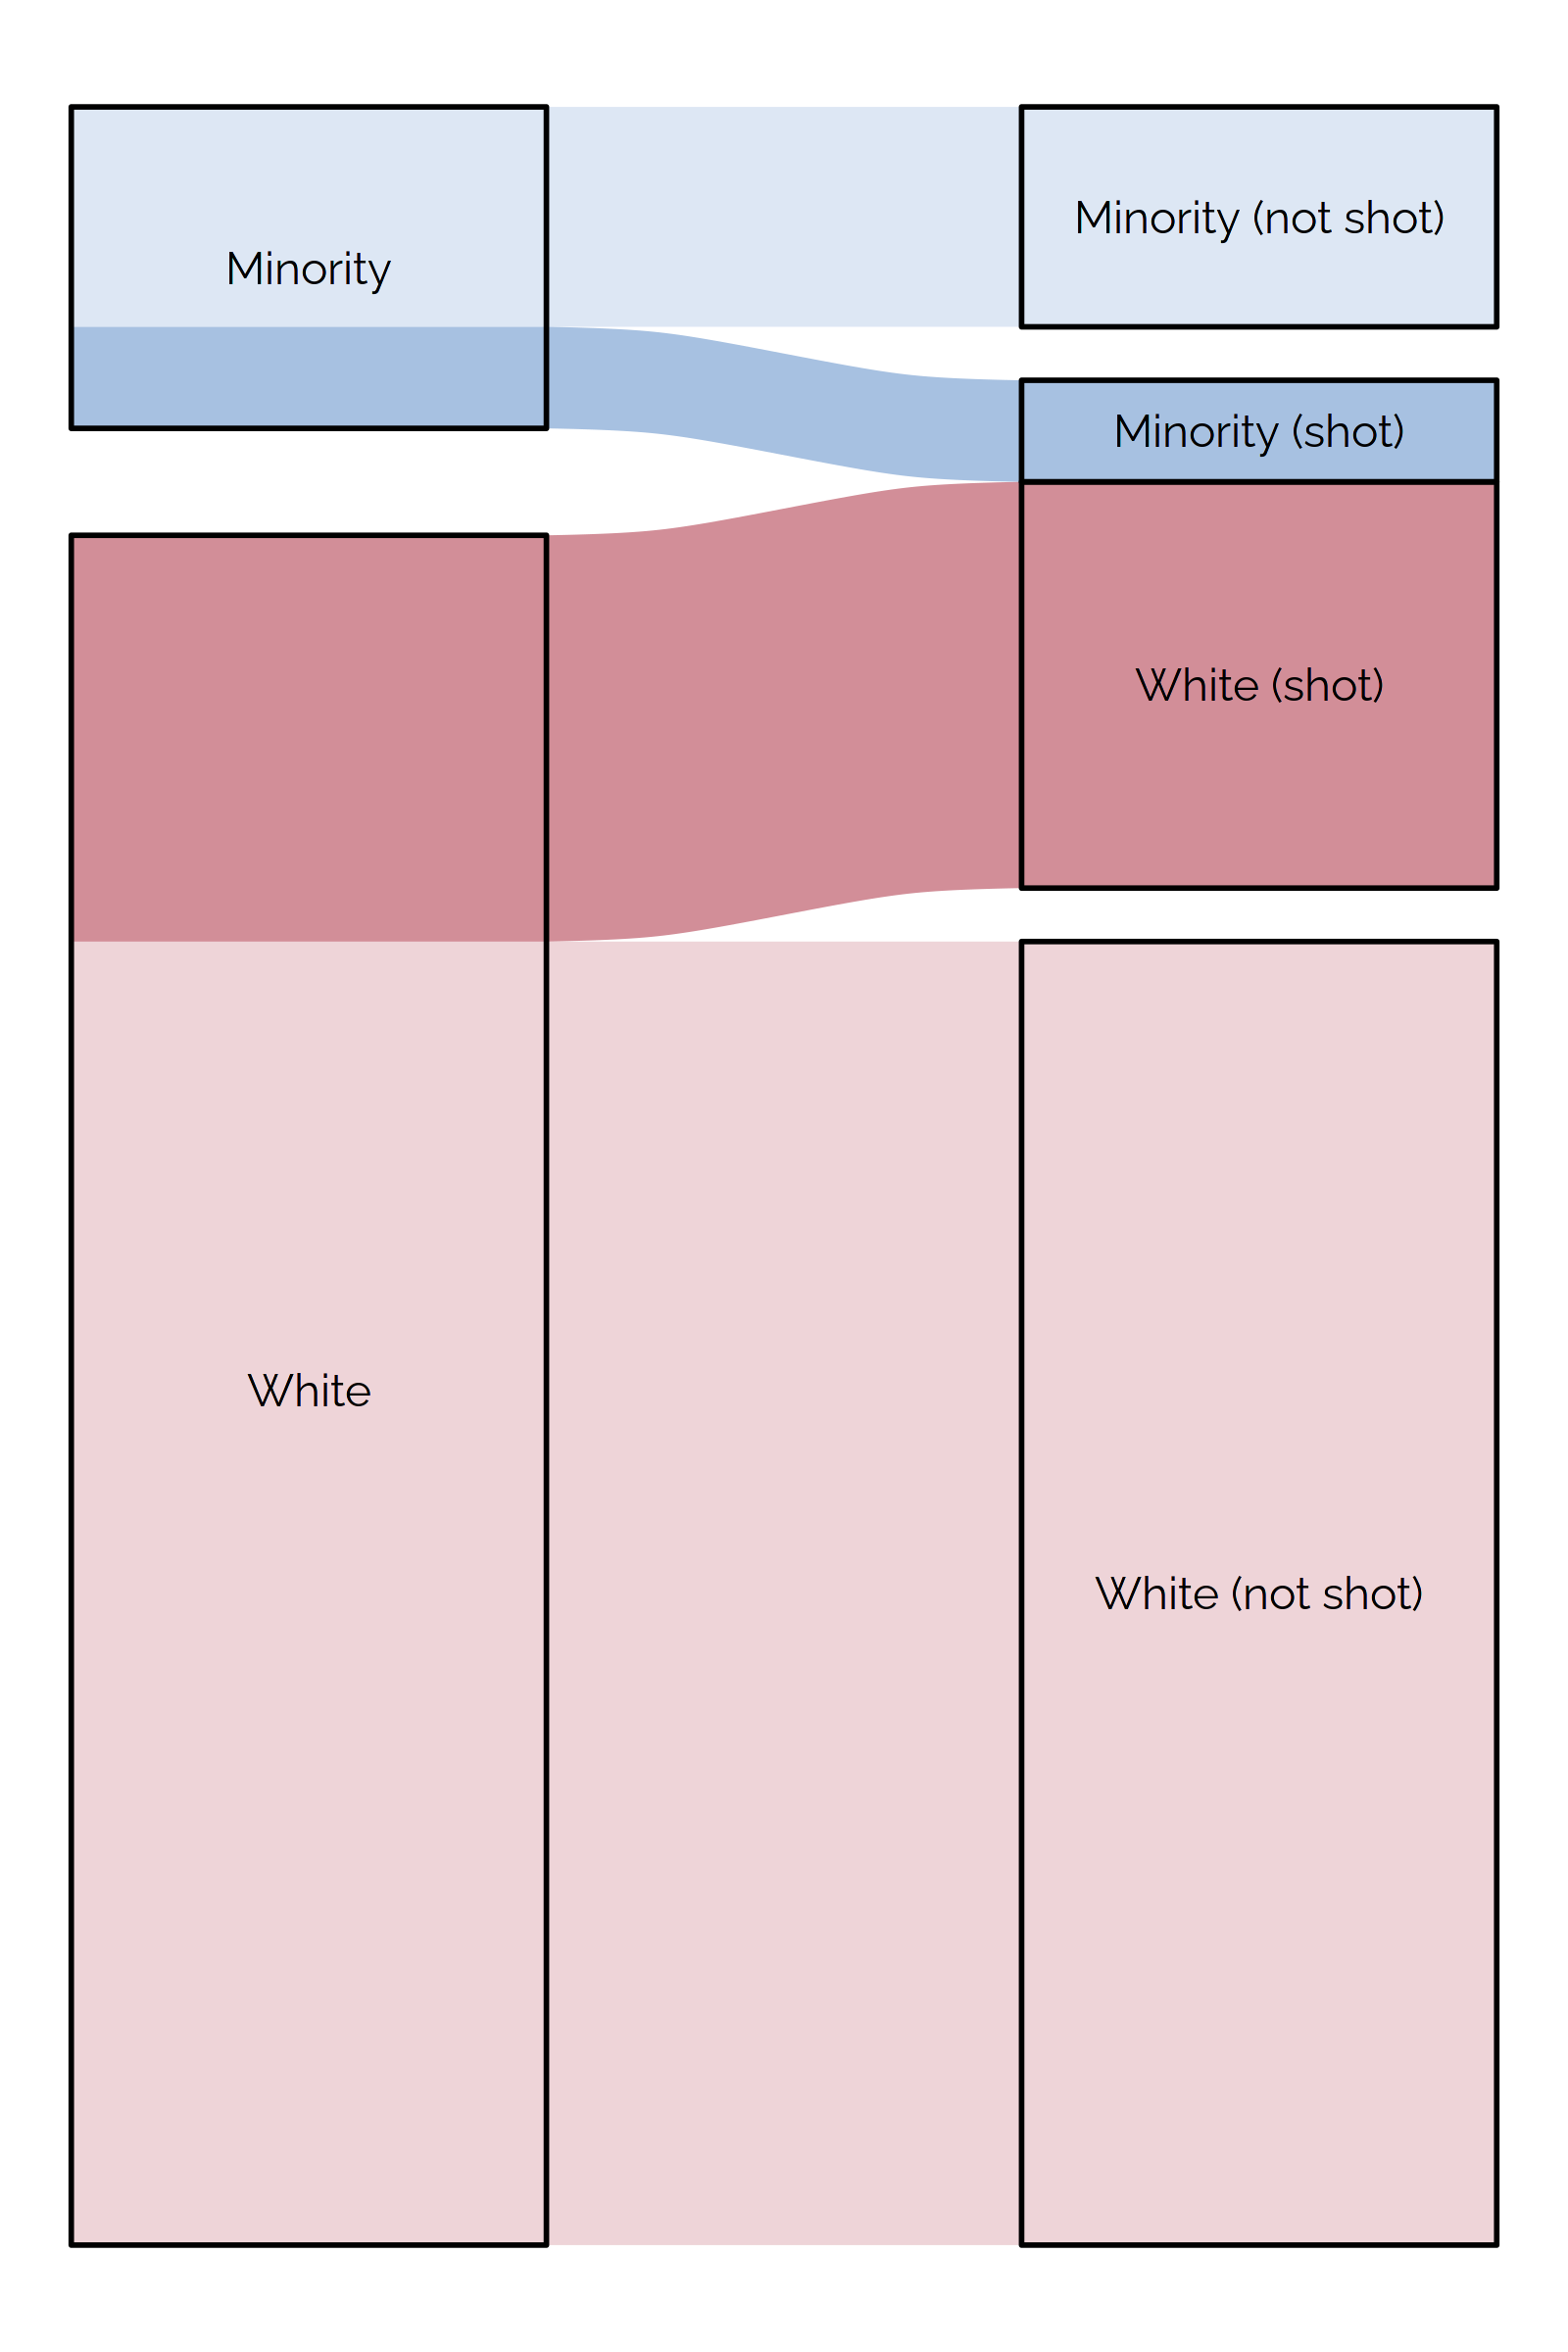 Minority
White
Minority (not shot)
Minority (shot)
White (shot)
White (not shot)